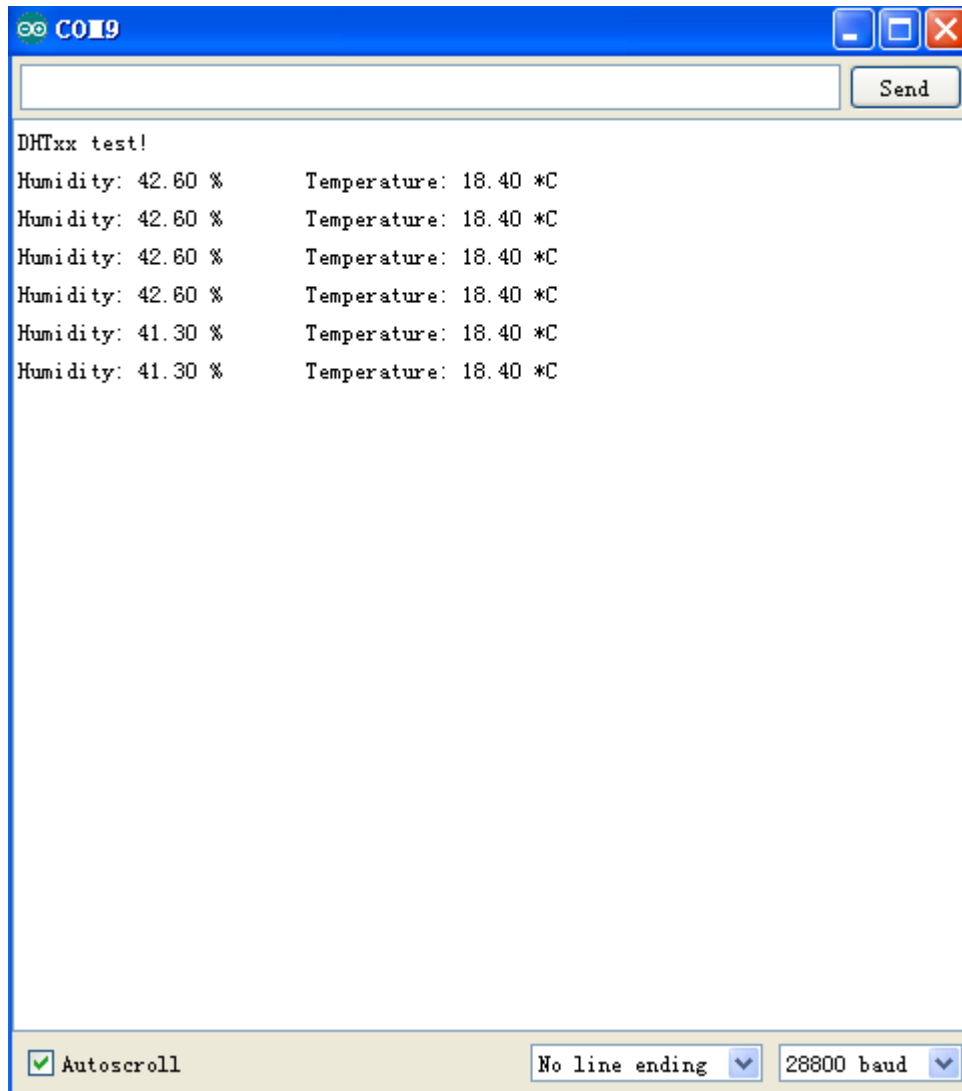 COM9
Send
DHTxx test!
Humidity: 42.60 % Temperature: 18.40 *C
Humidity: 42.60 % Temperature: 18.40 *C
Humidity: 42.60 % Temperature: 18.40 *C
Humidity: 42.60 % Temperature: 18.40 *C
Humidity: 41.30 % Temperature: 18.40 *C
Humidity: 41.30 % Temperature: 18.40 *C
Autoscroll No line ending 28800 baud